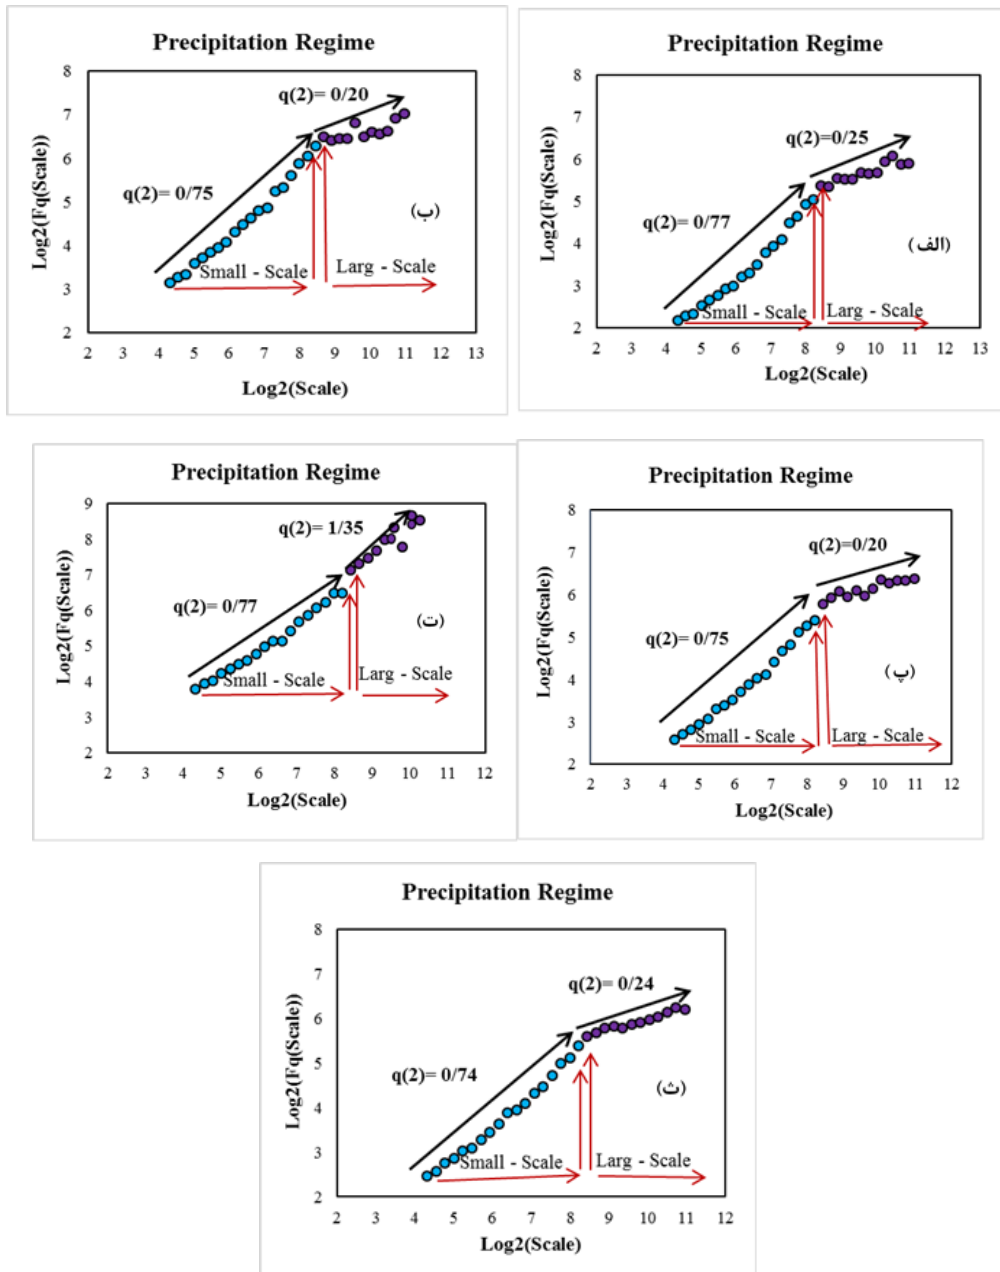 Precipitation Regime
8
7
6
5
4
3
2
2 3 4 5 6 7 8 9 10 11 12 13
Log2(Fq(Scale))
Log2(Scale)
q(2)= 0/20
q(2)= 0/75
(ب)
Small - Scale
Larg - Scale
Precipitation Regime
8
7
6
5
4
3
2
2 3 4 5 6 7 8 9 10 11 12 13
Log2(Fq(Scale))
Log2(Scale)
q(2)=0/25
q(2)= 0/77
(الف)
Small - Scale
Larg - Scale
Precipitation Regime
9
8
7
6
5
4
3
2
2 3 4 5 6 7 8 9 10 11 12
Log2(Fq(Scale))
Log2(Scale)
q(2)= 1/35
q(2)= 0/77
(ت)
Small - Scale
Larg - Scale
Precipitation Regime
8
7
6
5
4
3
2
2 3 4 5 6 7 8 9 10 11 12
Log2(Fq(Scale))
Log2(Scale)
q(2)=0/20
q(2)= 0/75
(پ)
Small - Scale
Larg - Scale
Precipitation Regime
8
7
6
5
4
3
2
2 3 4 5 6 7 8 9 10 11 12
Log2(Fq(Scale))
Log2(Scale)
q(2)= 0/24
q(2)= 0/74
(ث)
Small - Scale
Larg - Scale